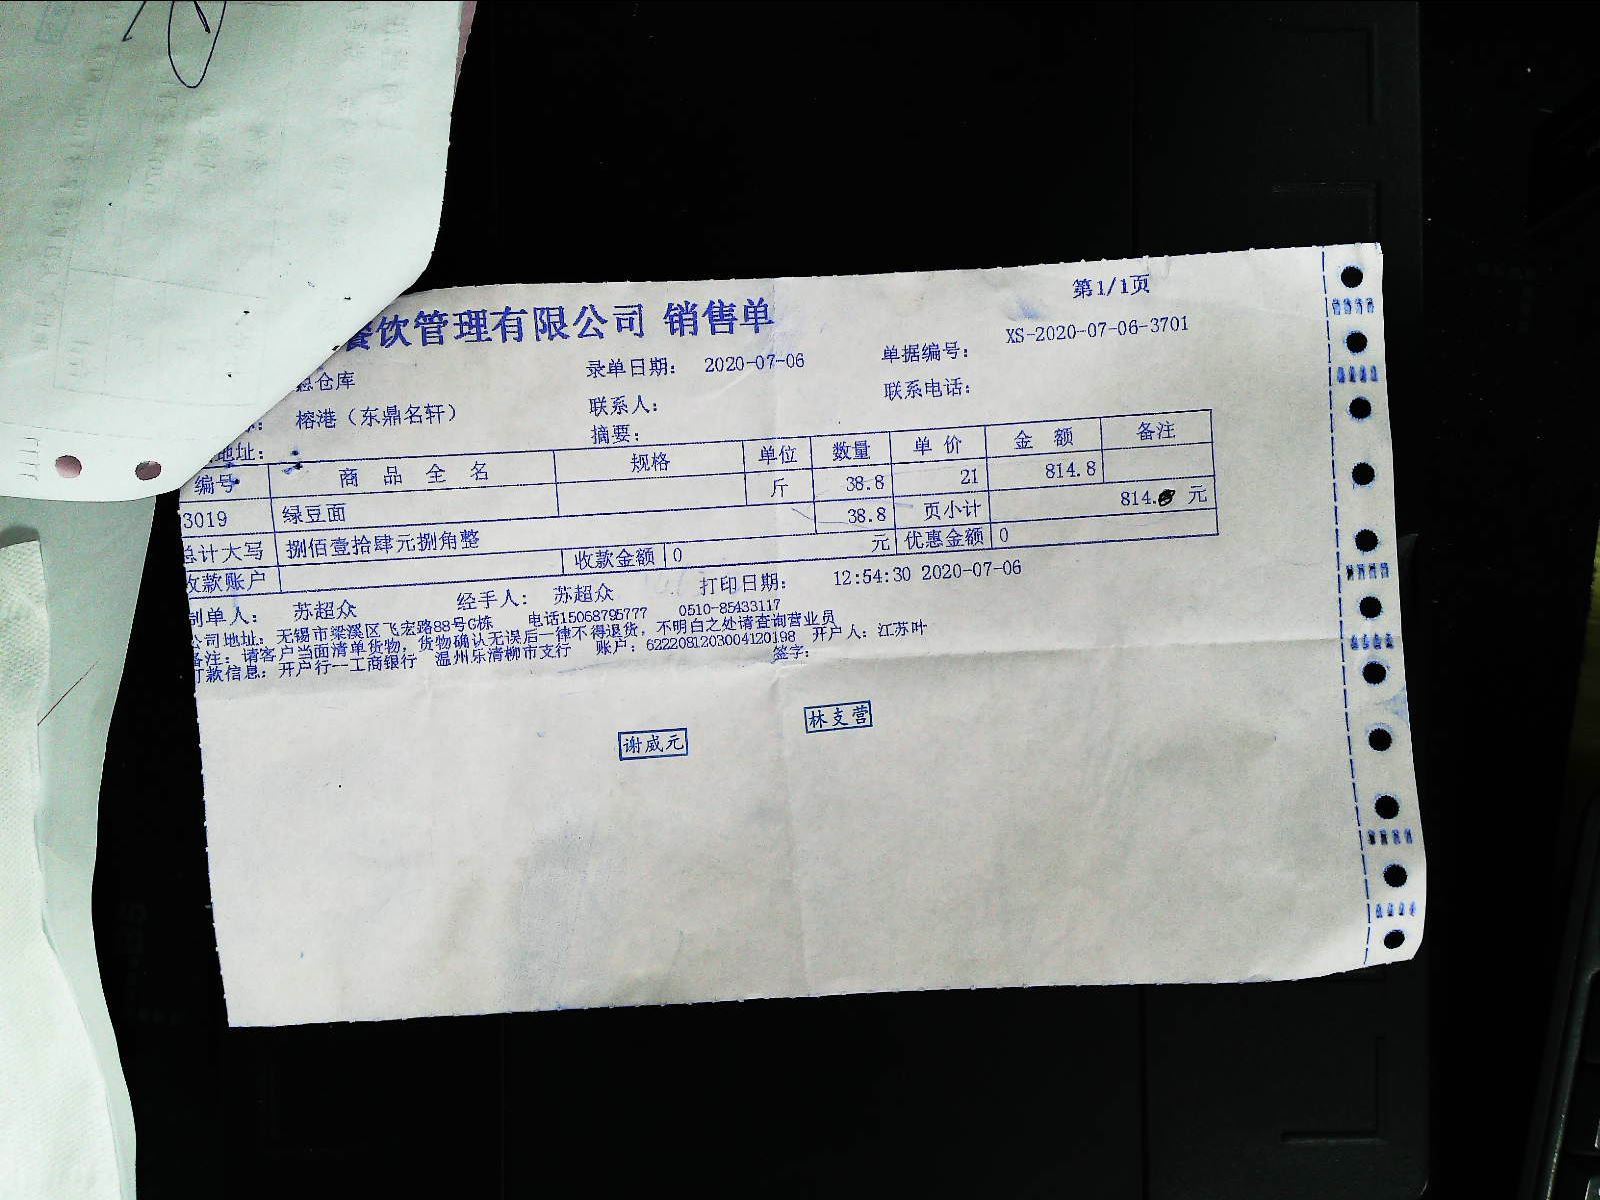 第1/1页
餐饮管理有限公司 销售单
总仓库 录单日期: 2020-07-06 单据编号: XS-2020-07-06-3701
榕港（东鼎名轩） 联系人: 联系电话:
地址: 摘要:
编号 商品全名 规格 单位 数量 单价 金额 备注
3019 绿豆面 斤 38.8 21 814.8
38.8 页小计 814. 元
总计大写 捌佰壹拾肆元捌角整 元 优惠金额 0
收款账户 收款金额 0
制单人: 苏超众 经手人: 苏超众 打印日期: 12:54:30 2020-07-06
公司地址: 无锡市梁溪区飞宏路88号G栋 电话15068795777 0510-85433117
备注: 请客户当面清单货物, 货物确认无误后一律不得退货, 不明白之处请查询营业员
打款信息: 开户行--工商银行 温州乐清柳市支行 账户: 6222081203004120198 开户人: 江苏叶
签字:
林支营
谢威元